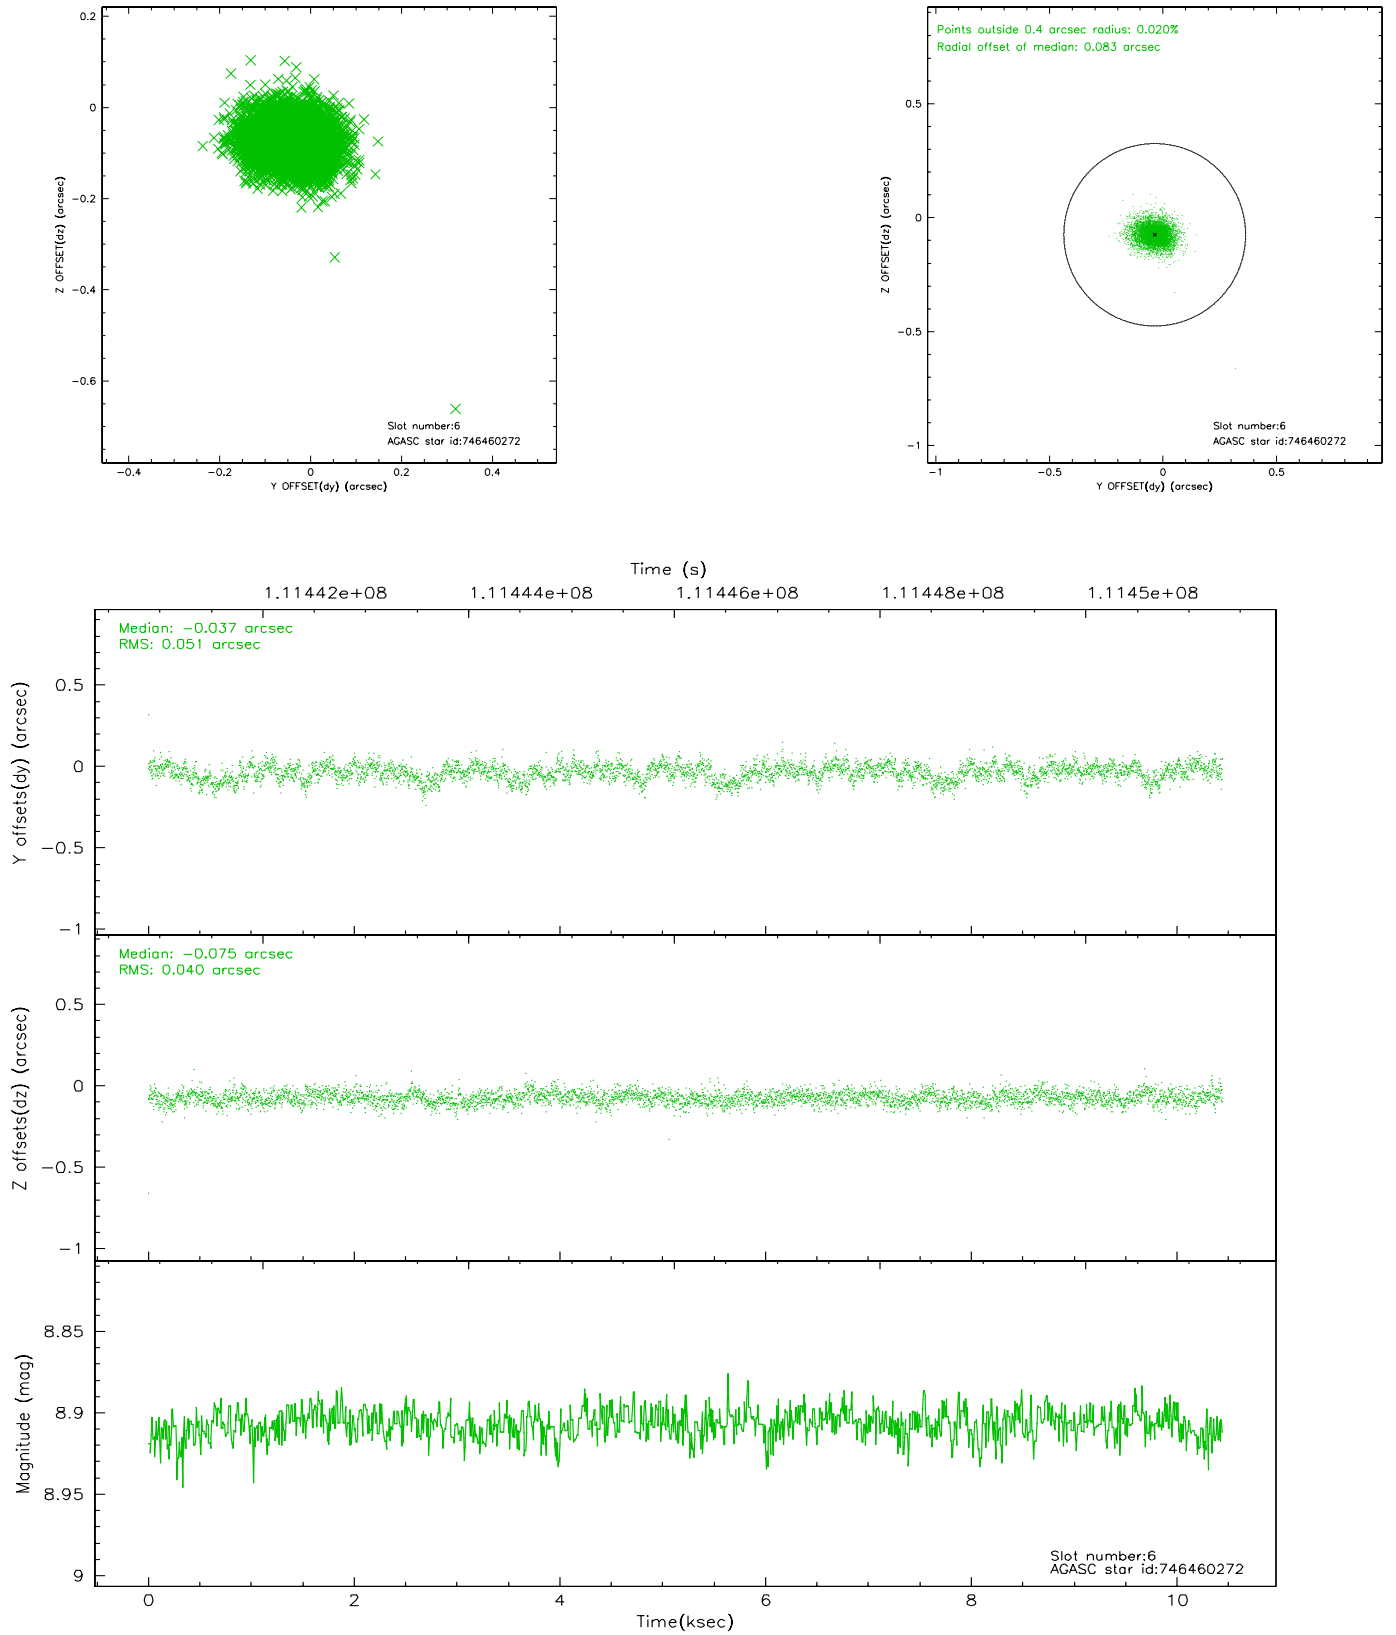 0.2
0
−0.2
−0.4
−0.6
Z OFFSET(dz) (arcsec)
Slot number:6
AGASC star id:746460272
−0.4 −0.2 0 0.2 0.4
Y OFFSET(dy) (arcsec)
Points outside 0.4 arcsec radius: 0.020%
Radial offset of median: 0.083 arcsec
0.5
0
−0.5
−1
Z OFFSET(dz) (arcsec)
Slot number:6
AGASC star id:746460272
−1 −0.5 0 0.5
Y OFFSET(dy) (arcsec)
Time (s)
1.11442e+08 1.11444e+08 1.11446e+08 1.11448e+08 1.1145e+08
Median: −0.037 arcsec
RMS: 0.051 arcsec
0.5
0
−0.5
−1
Y offsets(dy) (arcsec)
Median: −0.075 arcsec
RMS: 0.040 arcsec
0.5
0
−0.5
−1
Z offsets(dz) (arcsec)
8.85
8.9
8.95
9
Magnitude (mag)
Slot number:6
AGASC star id:746460272
0 2 4 6 8 10
Time(ksec)